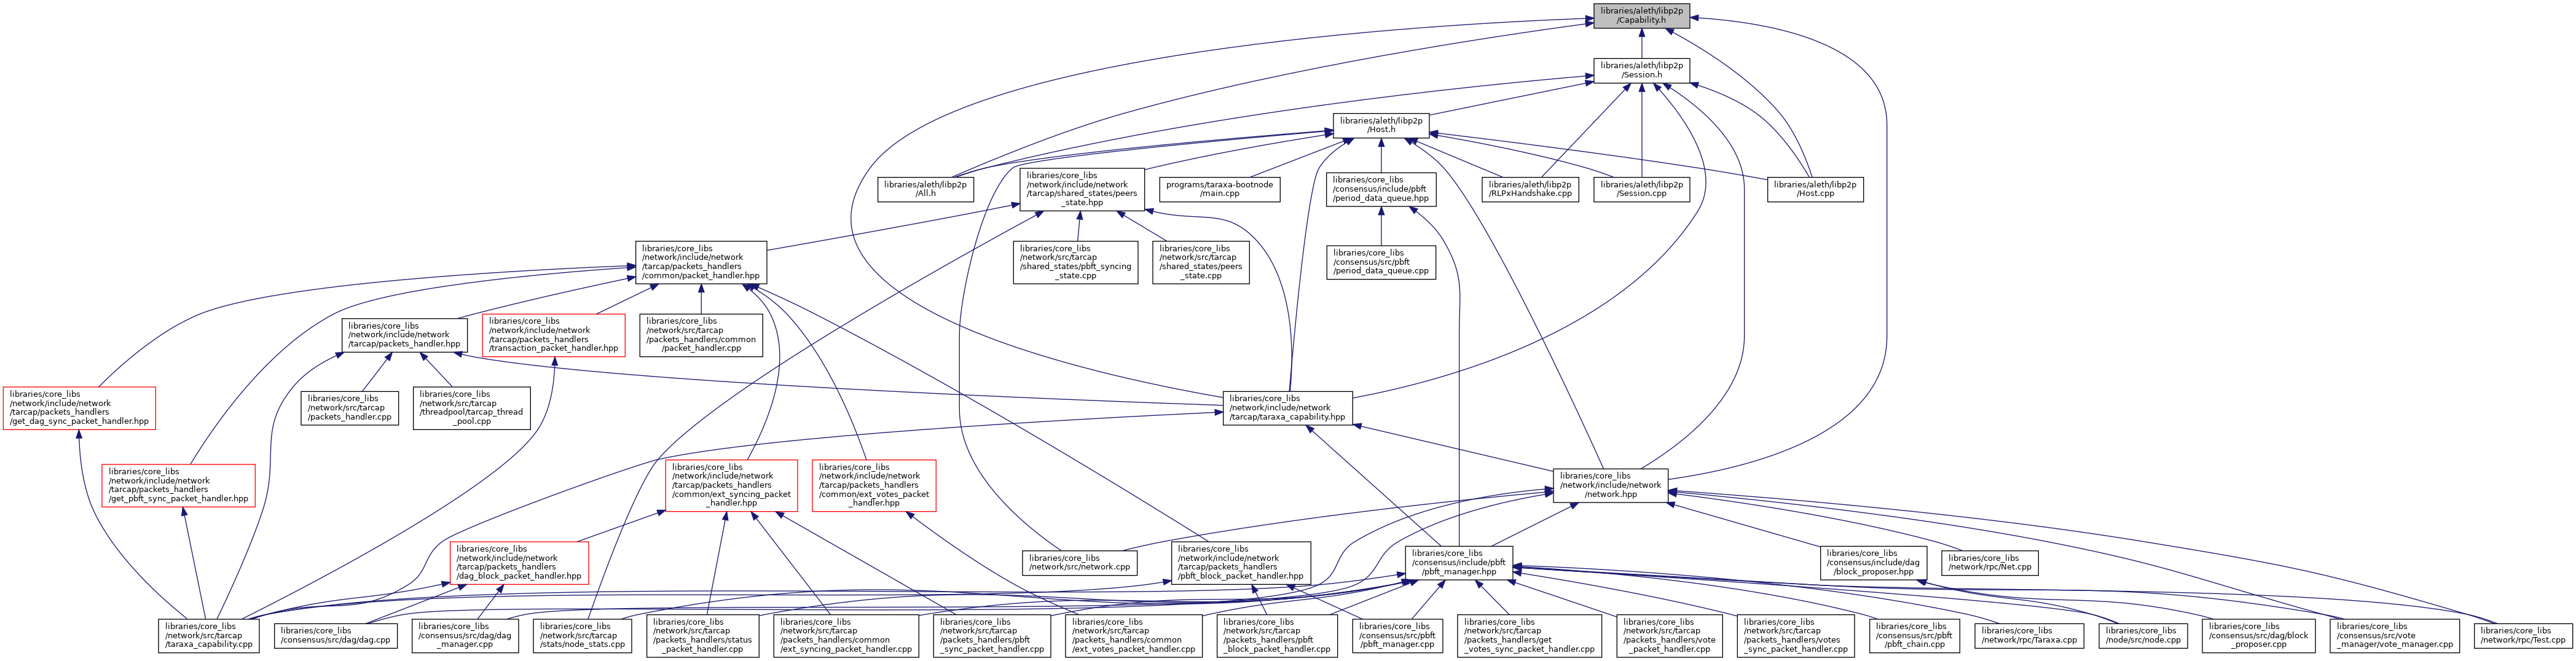 libraries/aleth/libp2p
/Capability.h
libraries/aleth/libp2p
/Session.h
libraries/aleth/libp2p
/Host.h
libraries/aleth/libp2p
/All.h
libraries/core_libs
/network/include/network
/tarcap/shared_states/peers
_state.hpp
programs/taraxa-bootnode
/main.cpp
libraries/core_libs
/consensus/include/pbft
/period_data_queue.hpp
libraries/aleth/libp2p
/RLPxHandshake.cpp
libraries/aleth/libp2p
/Session.cpp
libraries/aleth/libp2p
/Host.cpp
libraries/core_libs
/network/include/network
/tarcap/packets_handlers
/common/packet_handler.hpp
libraries/core_libs
/network/src/tarcap
/shared_states/pbft_syncing
_state.cpp
libraries/core_libs
/network/src/tarcap
/shared_states/peers
_state.cpp
libraries/core_libs
/consensus/src/pbft
/period_data_queue.cpp
libraries/core_libs
/network/include/network
/tarcap/packets_handler.hpp
libraries/core_libs
/network/include/network
/tarcap/packets_handlers
/transaction_packet_handler.hpp
libraries/core_libs
/network/src/tarcap
/packets_handlers/common
/packet_handler.cpp
libraries/core_libs
/network/include/network
/tarcap/packets_handlers
/get_dag_sync_packet_handler.hpp
libraries/core_libs
/network/src/tarcap
/packets_handler.cpp
libraries/core_libs
/network/src/tarcap
/threadpool/tarcap_thread
_pool.cpp
libraries/core_libs
/network/include/network
/tarcap/taraxa_capability.hpp
libraries/core_libs
/network/include/network
/tarcap/packets_handlers
/get_pbft_sync_packet_handler.hpp
libraries/core_libs
/network/include/network
/tarcap/packets_handlers
/common/ext_syncing_packet
_handler.hpp
libraries/core_libs
/network/include/network
/tarcap/packets_handlers
/common/ext_votes_packet
_handler.hpp
libraries/core_libs
/network/include/network
/network.hpp
libraries/core_libs
/network/include/network
/tarcap/packets_handlers
/dag_block_packet_handler.hpp
libraries/core_libs
/network/src/network.cpp
libraries/core_libs
/network/include/network
/tarcap/packets_handlers
/pbft_block_packet_handler.hpp
libraries/core_libs
/consensus/include/pbft
/pbft_manager.hpp
libraries/core_libs
/consensus/include/dag
/block_proposer.hpp
libraries/core_libs
/network/rpc/Net.cpp
libraries/core_libs
/network/src/tarcap
/taraxa_capability.cpp
libraries/core_libs
/consensus/src/dag/dag.cpp
libraries/core_libs
/consensus/src/dag/dag
_manager.cpp
libraries/core_libs
/network/src/tarcap
/stats/node_stats.cpp
libraries/core_libs
/network/src/tarcap
/packets_handlers/status
_packet_handler.cpp
libraries/core_libs
/network/src/tarcap
/packets_handlers/common
/ext_syncing_packet_handler.cpp
libraries/core_libs
/network/src/tarcap
/packets_handlers/pbft
_sync_packet_handler.cpp
libraries/core_libs
/network/src/tarcap
/packets_handlers/common
/ext_votes_packet_handler.cpp
libraries/core_libs
/network/src/tarcap
/packets_handlers/pbft
_block_packet_handler.cpp
libraries/core_libs
/consensus/src/pbft
/pbft_manager.cpp
libraries/core_libs
/network/src/tarcap
/packets_handlers/get
_votes_sync_packet_handler.cpp
libraries/core_libs
/network/src/tarcap
/packets_handlers/vote
_packet_handler.cpp
libraries/core_libs
/network/src/tarcap
/packets_handlers/votes
_sync_packet_handler.cpp
libraries/core_libs
/consensus/src/pbft
/pbft_chain.cpp
libraries/core_libs
/network/rpc/Taraxa.cpp
libraries/core_libs
/node/src/node.cpp
libraries/core_libs
/consensus/src/dag/block
_proposer.cpp
libraries/core_libs
/consensus/src/vote
_manager/vote_manager.cpp
libraries/core_libs
/network/rpc/Test.cpp